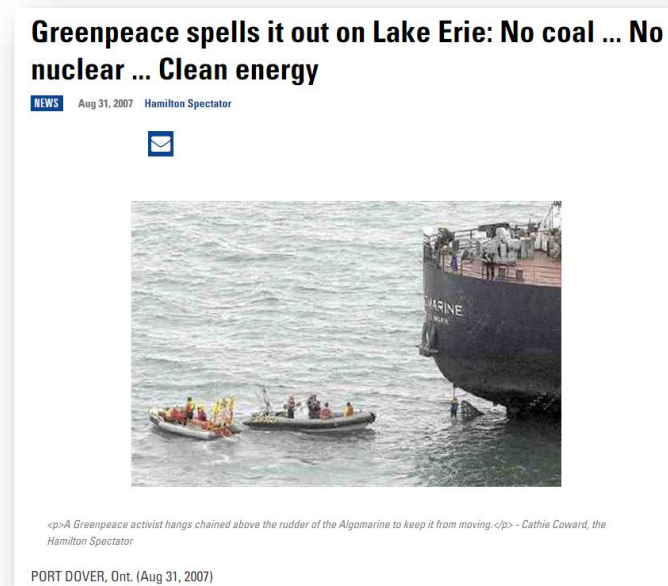 Greenpeace spells it out on Lake Erie: No coal ... No
nuclear ... Clean energy
NEWS Aug 31, 2007 Hamilton Spectator
MARINE
<p>A Greenpeace activist hangs chained above the rudder of the Algomarine to keep it from moving.</p> - Cathie Coward, the
Hamilton Spectator
PORT DOVER, Ont. (Aug 31, 2007)